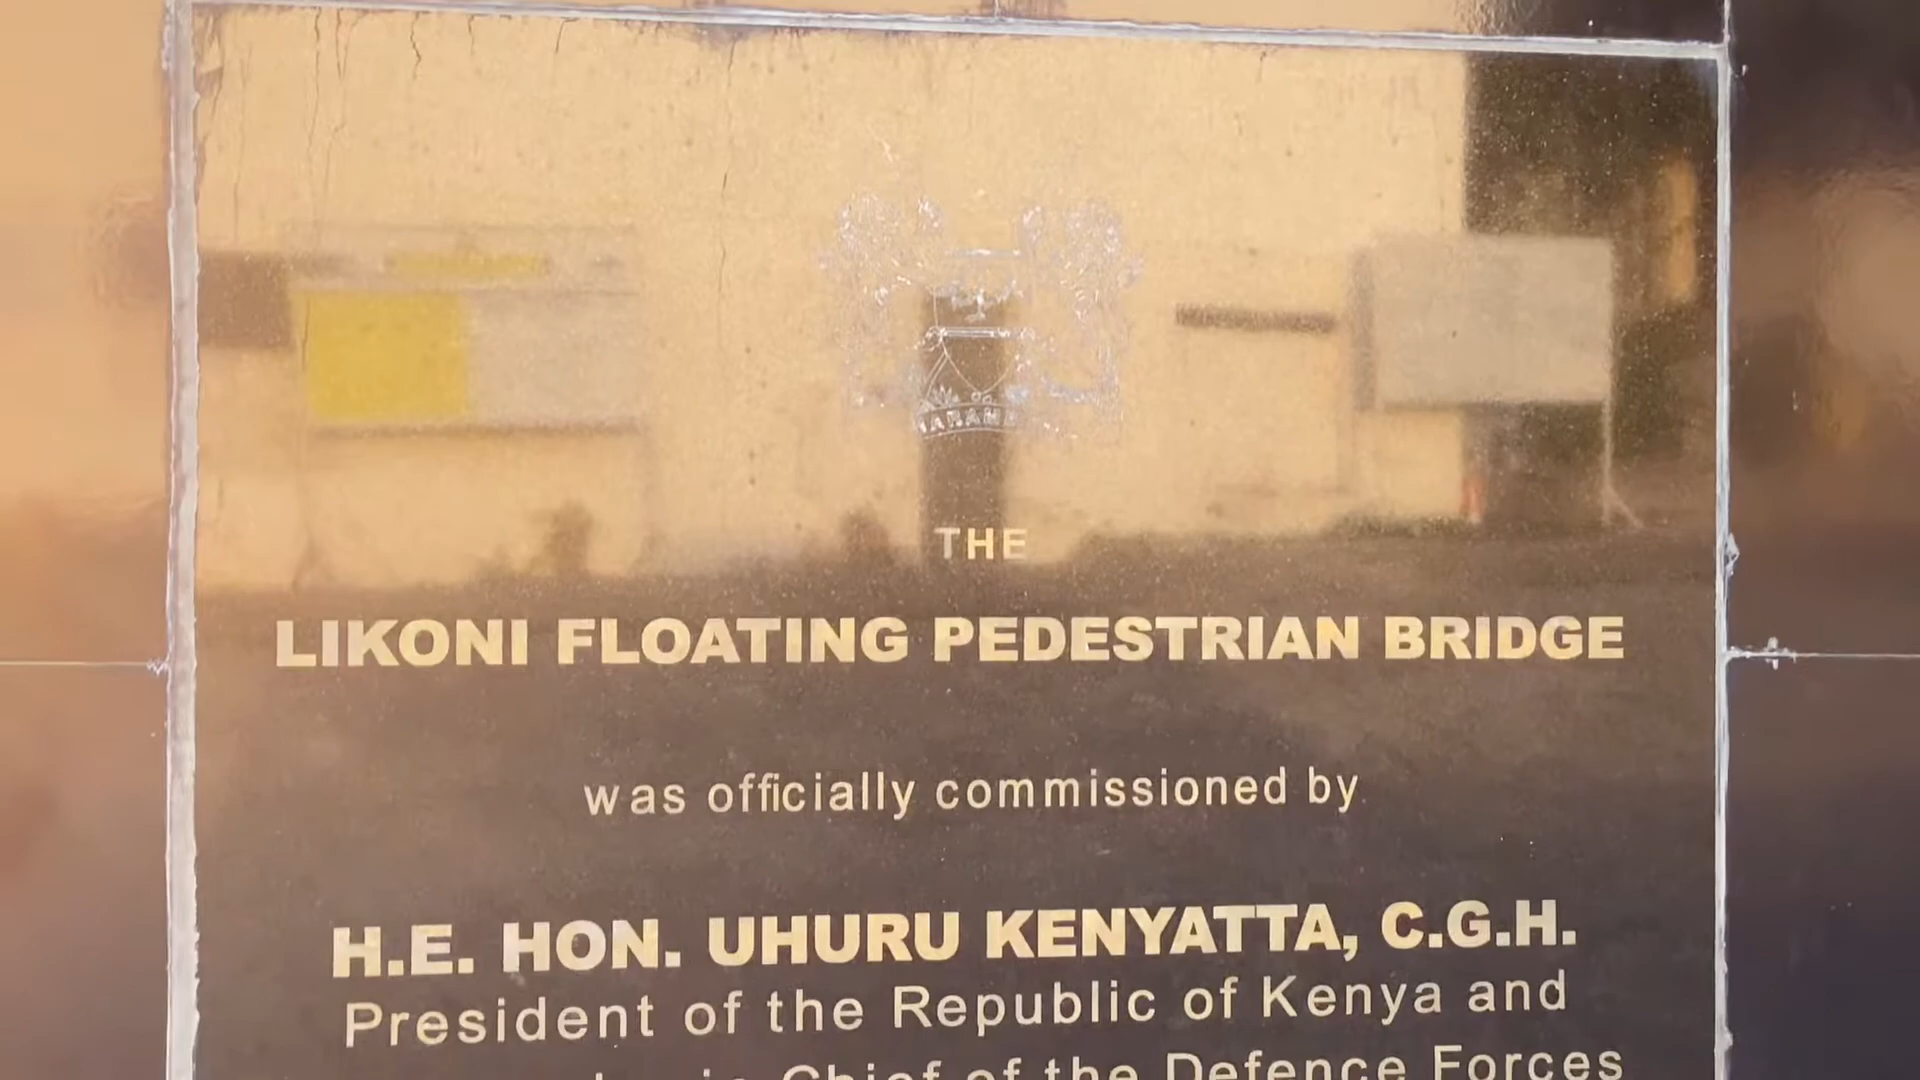 THE
LIKONI FLOATING PEDESTRIAN BRIDGE
was officially commissioned by
H.E. HON. UHURU KENYATTA, C.G.H.
President of the Republic of Kenya and
Chief of the Defence Forces